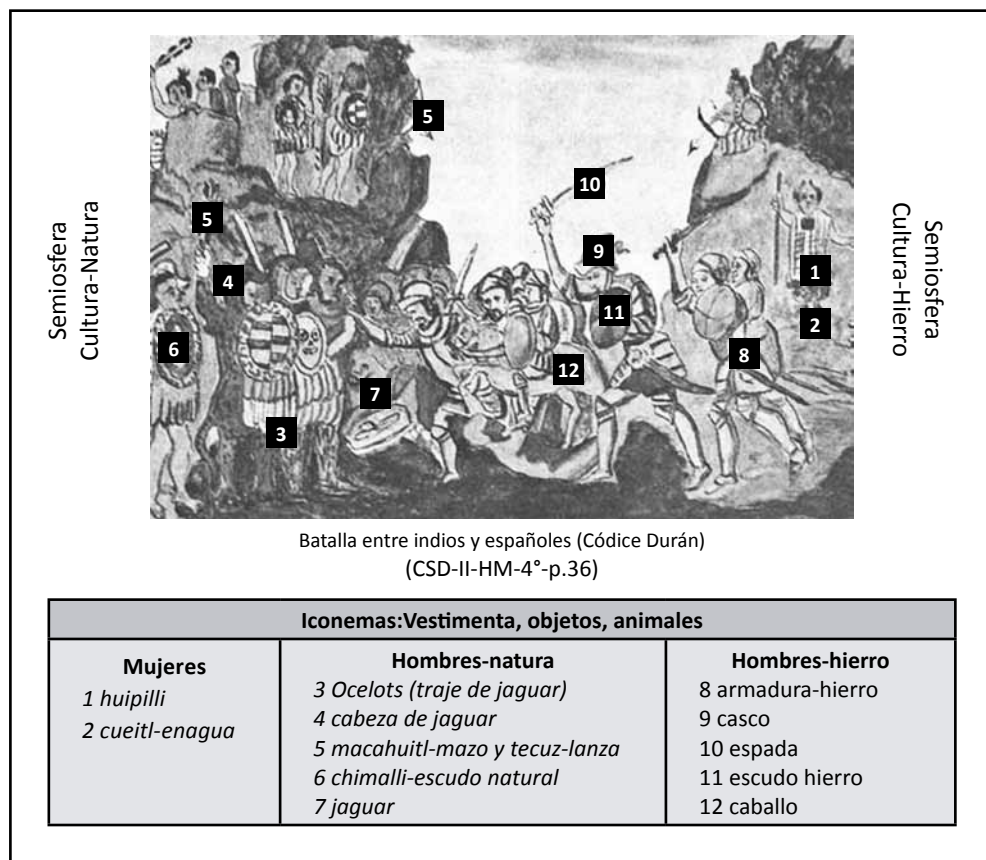 5
10
5
9
Semiosfera
Cultura-Natura
Semiosfera
Cultura-Hierro
4
1
11
2
6
8
12
7
3
Batalla entre indios y españoles (Códice Durán)
(CSD-II-HM-4°-p.36)
Iconemas:Vestimenta, objetos, animales
Mujeres
1 huipilli
2 cueitl-enagua
Hombres-natura
3 Ocelots (traje de jaguar)
4 cabeza de jaguar
5 macahuitl-mazo y tecuz-lanza
6 chimalli-escudo natural
7 jaguar
Hombres-hierro
8 armadura-hierro
9 casco
10 espada
11 escudo hierro
12 caballo